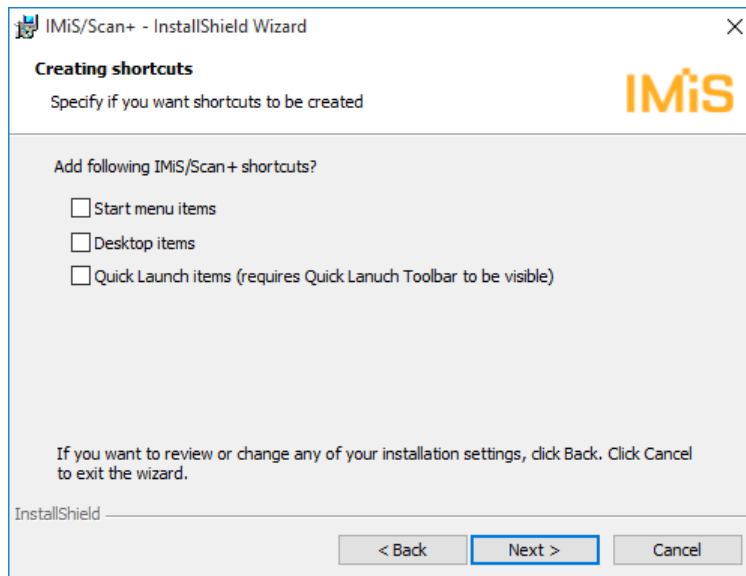 IMiS/Scan+ - InstallShield Wizard
Creating shortcuts
Specify if you want shortcuts to be created
IMiS
Add following IMiS/Scan+ shortcuts?
Start menu items
Desktop items
Quick Launch items (requires Quick Lanuch Toolbar to be visible)
If you want to review or change any of your installation settings, click Back. Click Cancel
to exit the wizard.
InstallShield
< Back Next > Cancel